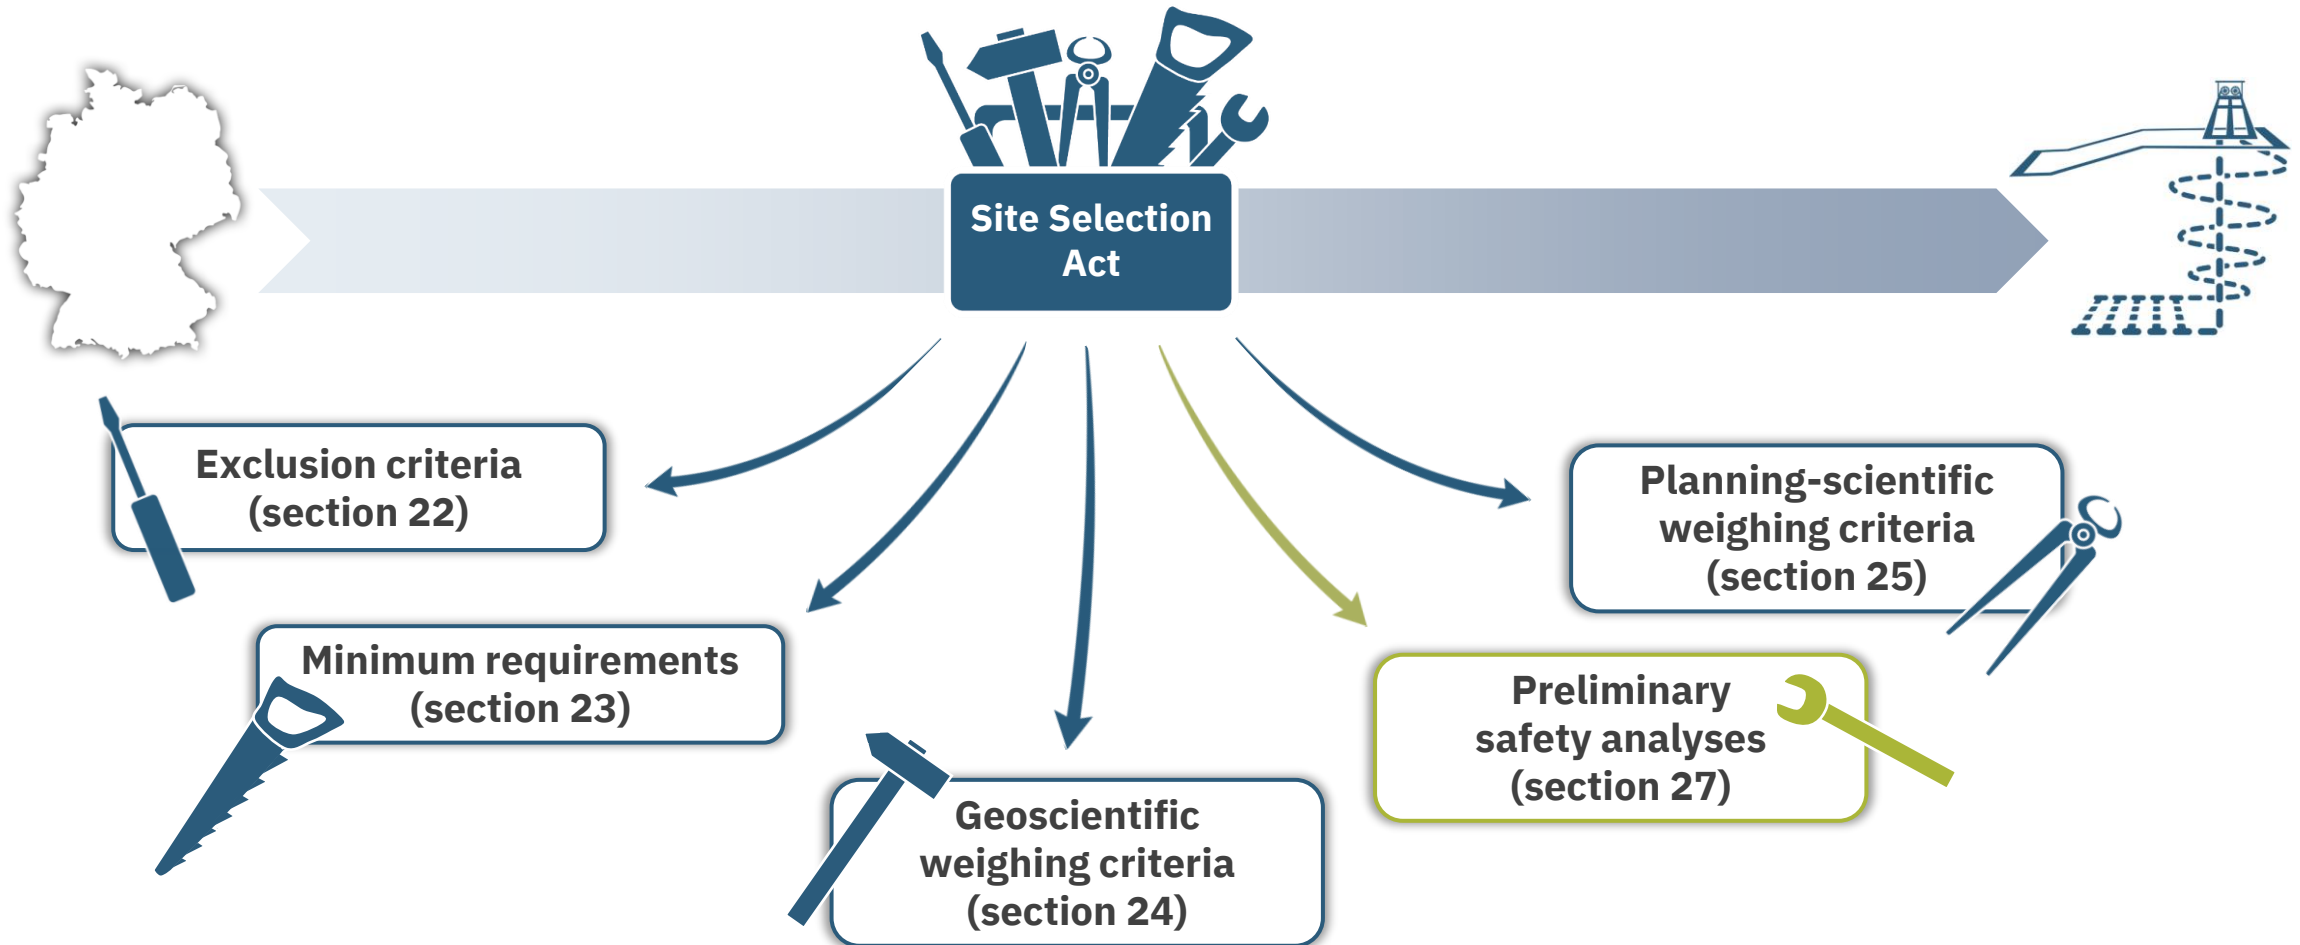 Site Selection
Act
Exclusion criteria
(section 22)
Minimum requirements
(section 23)
Geoscientific
weighing criteria
(section 24)
Preliminary
safety analyses
(section 27)
Planning-scientific
weighing criteria
(section 25)